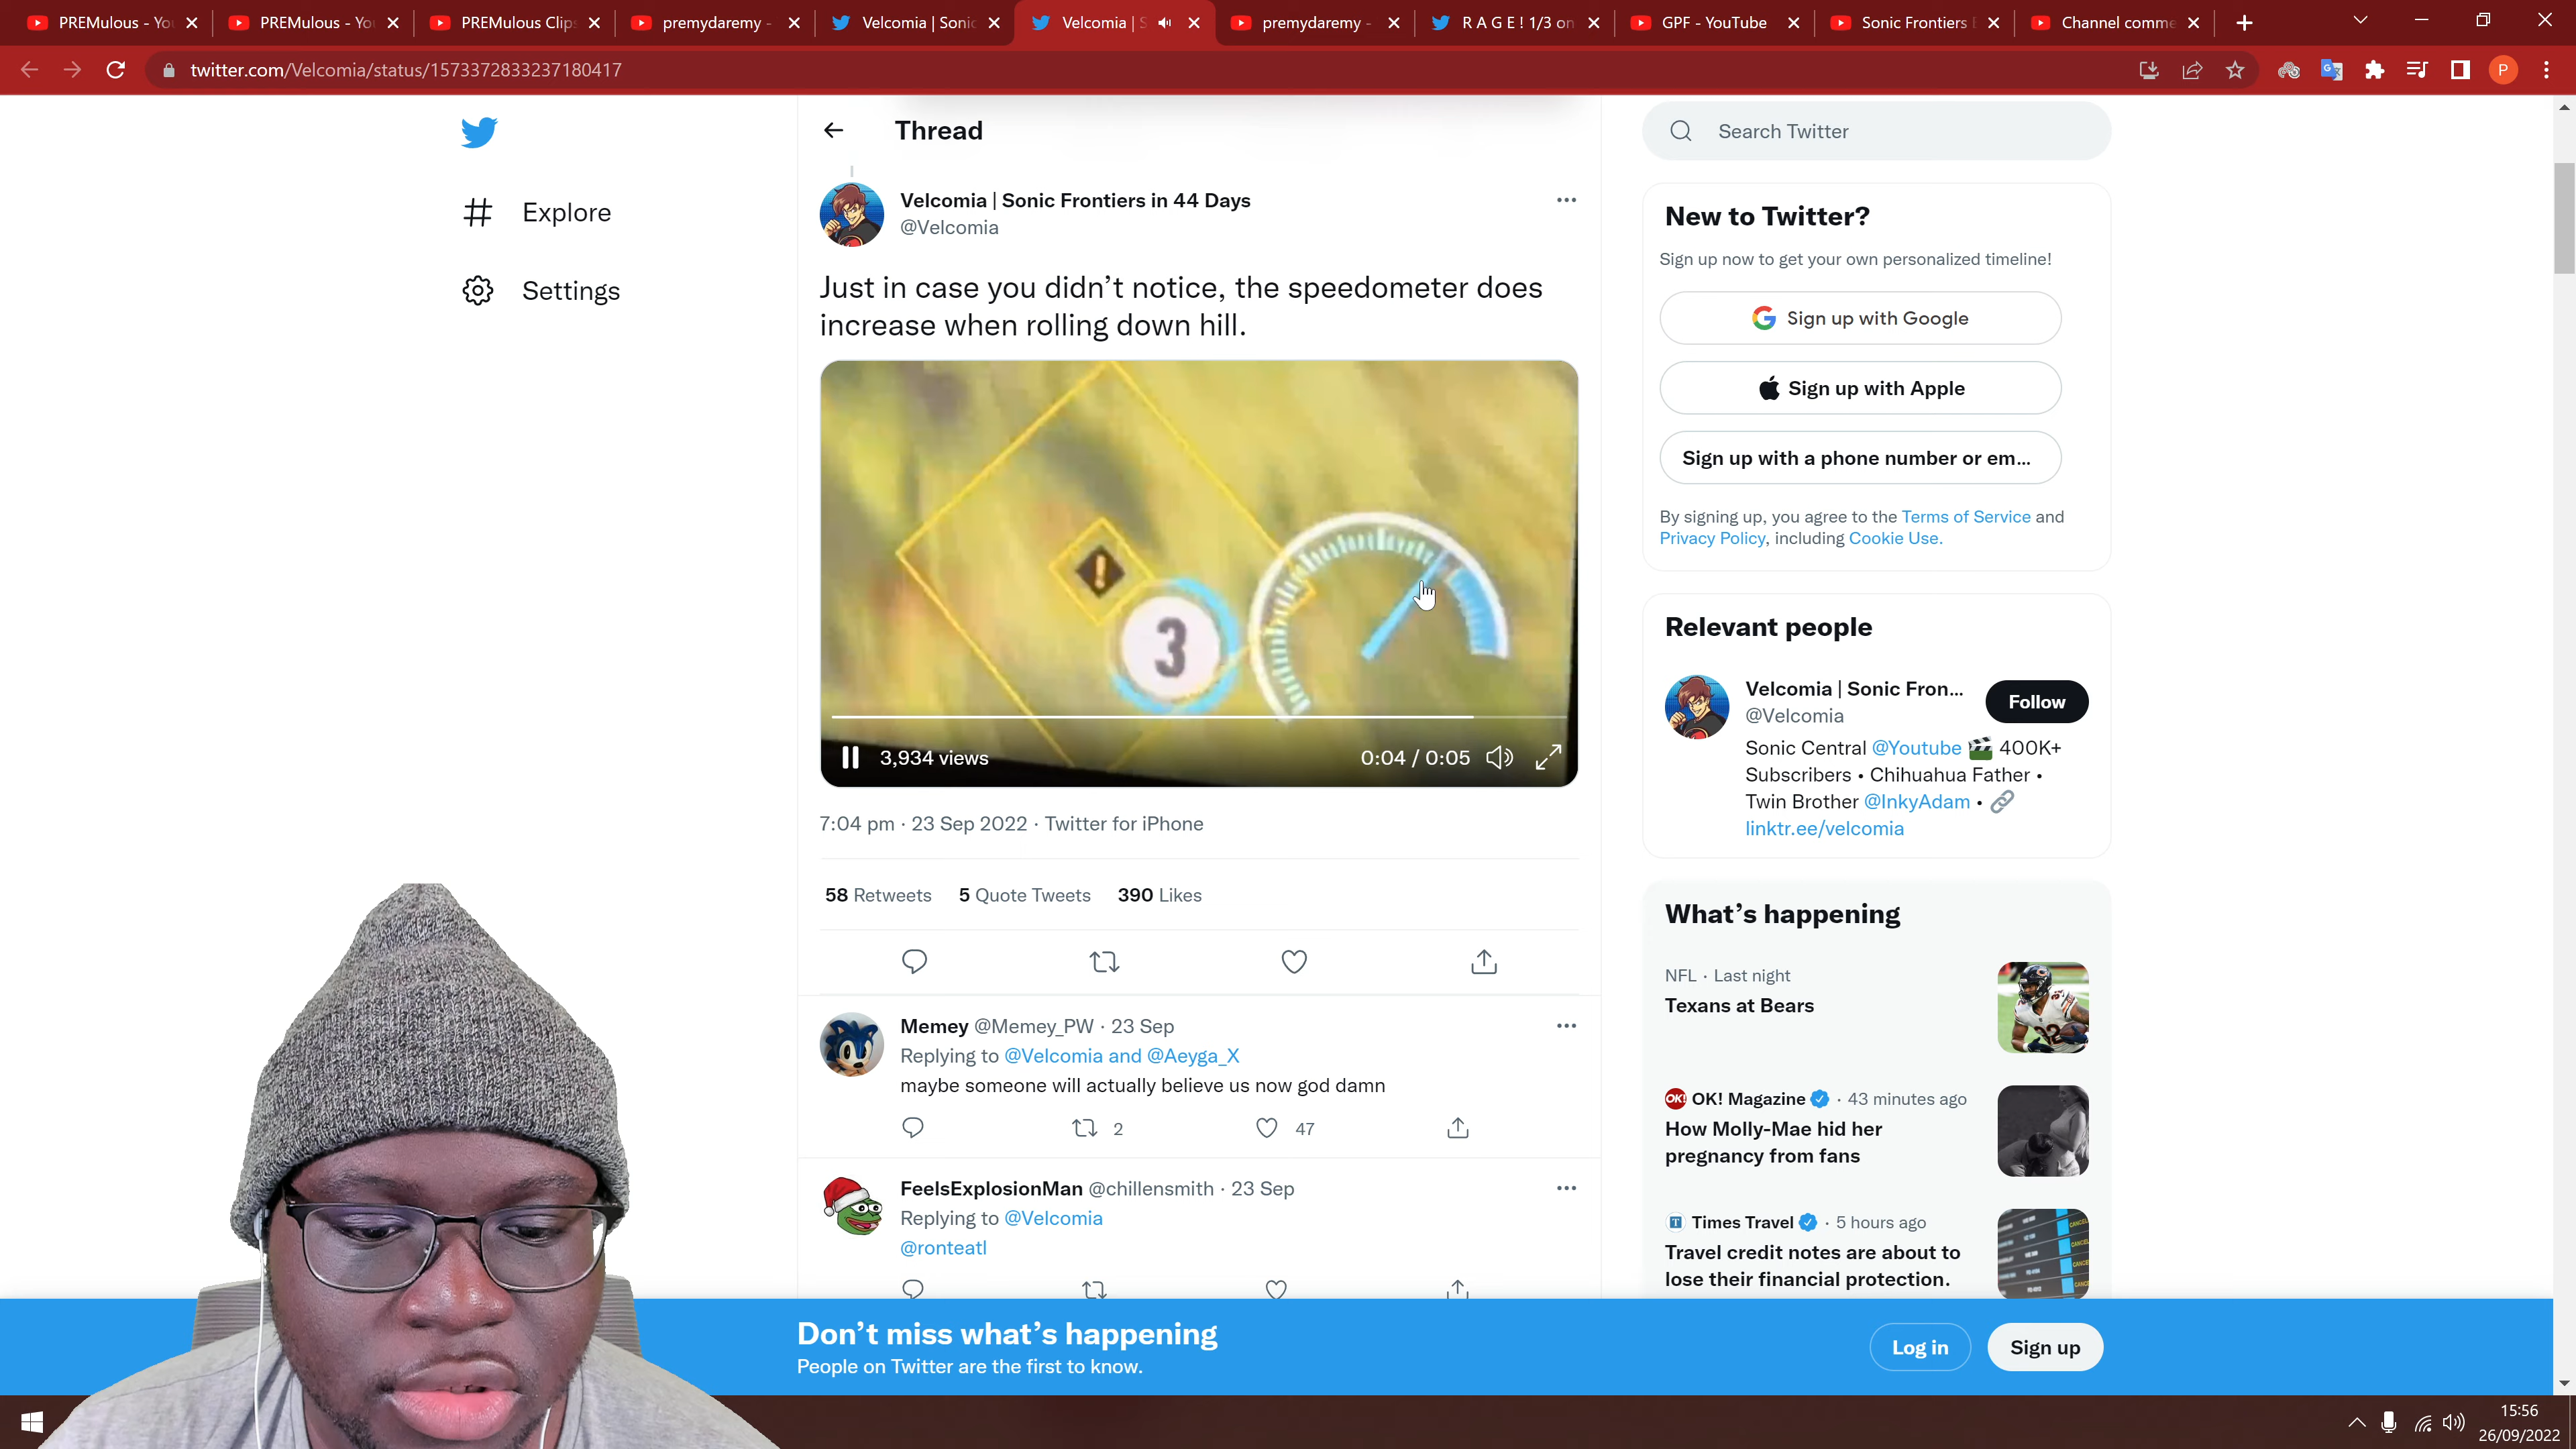 PREMulous - Yo
PREMulous - Yo
PREMulous Clip
premydaremy -
Velcomia | Sonic
Velcomia | S
premydaremy -
R A G E ! 1/3 on
GPF - YouTube
Sonic Frontiers
Channel comme
twitter.com/Velcomia/status/1573372833237180417
P
Explore
Settings
Thread
Velcomia | Sonic Frontiers in 44 Days
@Velcomia
Just in case you didn't notice, the speedometer does
increase when rolling down hill.
!
3
3,934 views
0:04 / 0:05
7:04 pm · 23 Sep 2022 · Twitter for iPhone
58 Retweets 5 Quote Tweets 390 Likes
Memey @Memey_PW · 23 Sep
Replying to @Velcomia and @Aeyga_X
maybe someone will actually believe us now god damn
2
47
FeelsExplosionMan @chillensmith · 23 Sep
Replying to @Velcomia
@ronteatl
Search Twitter
New to Twitter?
Sign up now to get your own personalized timeline!
Sign up with Google
Sign up with Apple
Sign up with a phone number or em...
By signing up, you agree to the Terms of Service and
Privacy Policy, including Cookie Use.
Relevant people
Velcomia | Sonic Fron...
@Velcomia
Follow
Sonic Central @Youtube 🎬 400K+
Subscribers • Chihuahua Father •
Twin Brother @InkyAdam • 🔗
linktr.ee/velcomia
What's happening
NFL · Last night
Texans at Bears
OK! OK! Magazine · 43 minutes ago
How Molly-Mae hid her
pregnancy from fans
T Times Travel · 5 hours ago
Travel credit notes are about to
lose their financial protection.
Don't miss what's happening
People on Twitter are the first to know.
Log in
Sign up
15:56
26/09/2022